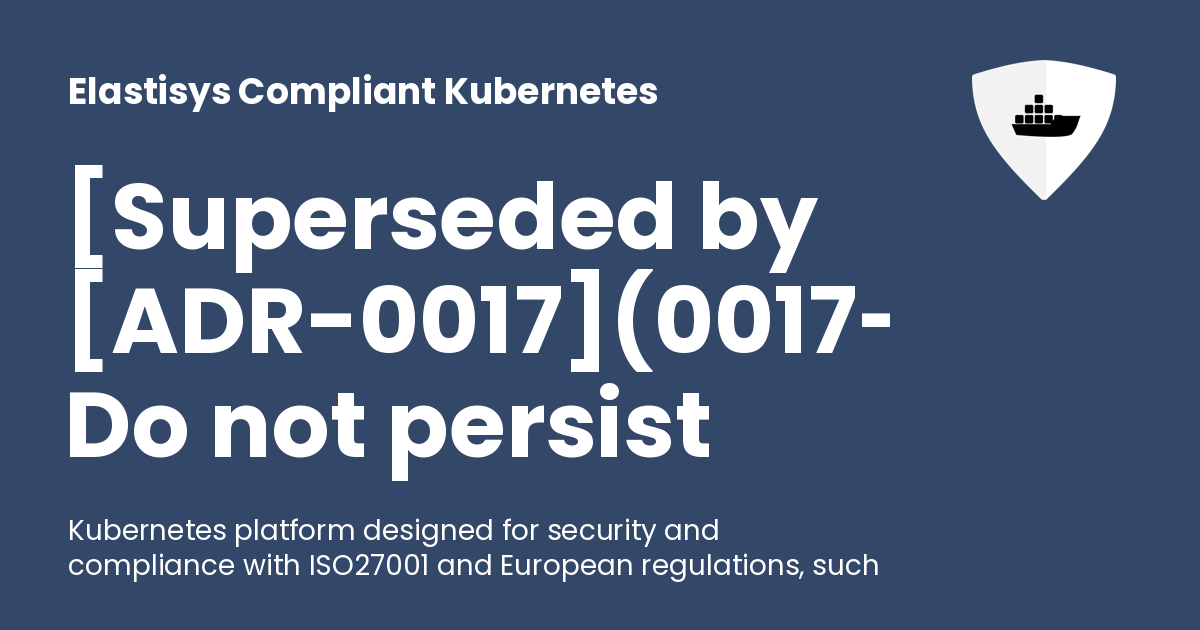 Elastisys Compliant Kubernetes
[Superseded by
[ADR-0017](0017-
Do not persist
Kubernetes platform designed for security and
compliance with ISO27001 and European regulations, such